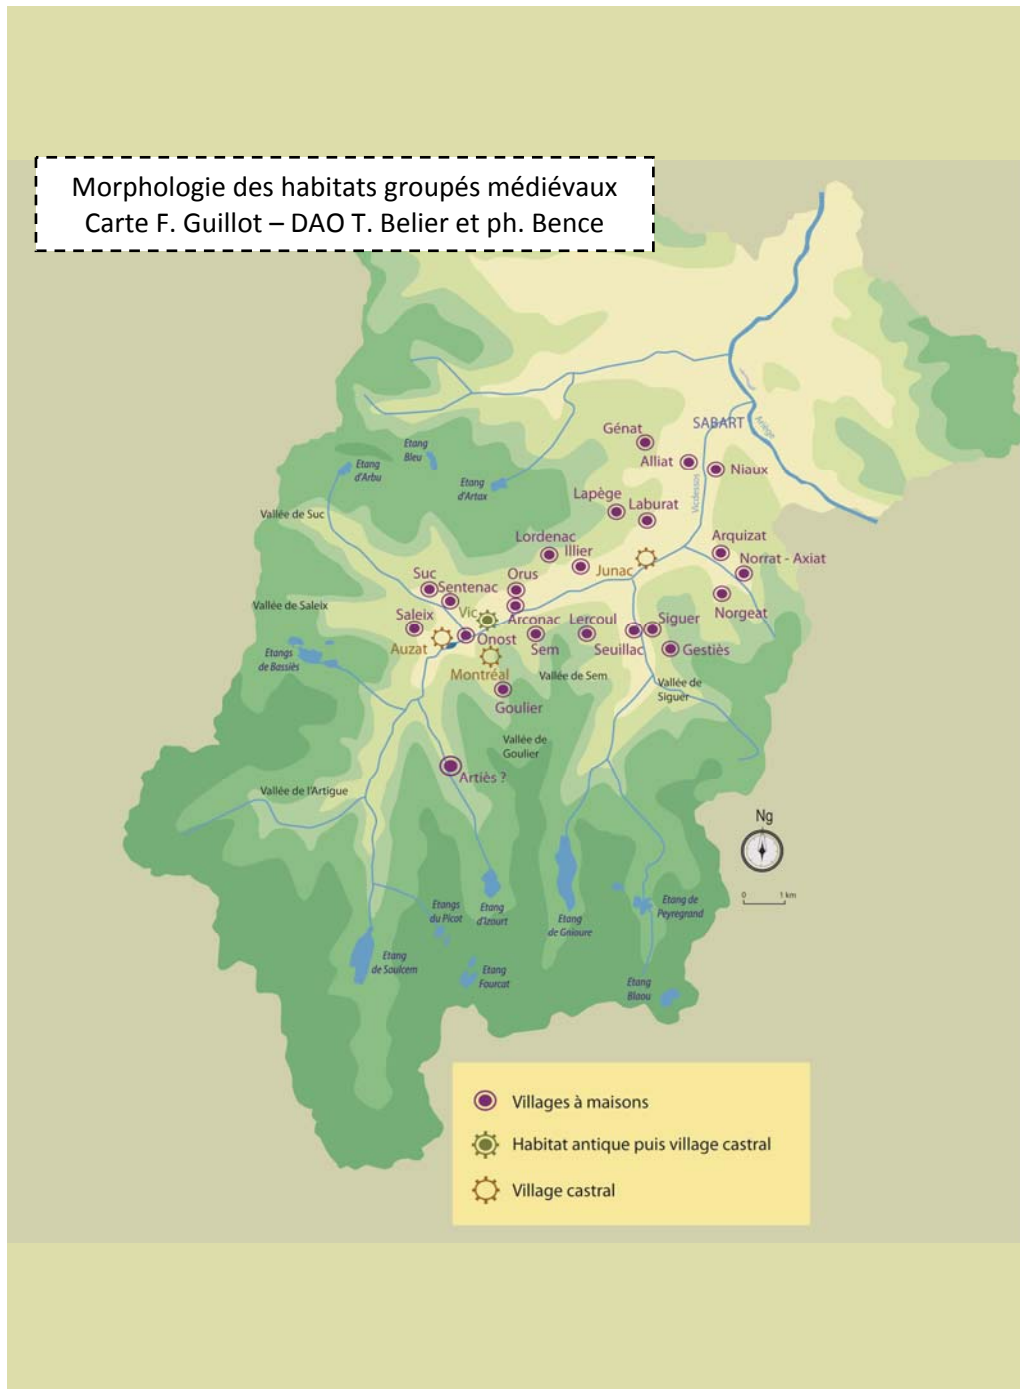 Morphologie des habitats groupés médiévaux
Carte F. Guillot – DAO T. Belier et ph. Bence
SABART
Ariège
Génat
Alliat
Niaux
Vicdessos
Etang
Bleu
Etang
d'Arbu
Etang
d'Artax
Lapège
Laburat
Vallée de Suc
Lordenac
Illier
Junac
Arquizat
Norrat - Axiat
Norgeat
Suc
Sentenac
Orus
Vallée de Saleix
Saleix
Vic
Arconac
Lercoul
Siguer
Auzat
Onost
Sem
Seuillac
Gestiès
Etangs
de Bassiès
Montréal
Vallée de Sem
Vallée de
Siguer
Goulier
Vallée de
Goulier
Artiès ?
Vallée de l'Artigue
Ng
0 1 km
Etangs
du Picot
Etang
d'Izourt
Etang
de Gnioure
Etang de
Peyregrand
Etang
de Soulcem
Etang
Fourcat
Etang
Blaou
Villages à maisons
Habitat antique puis village castral
Village castral